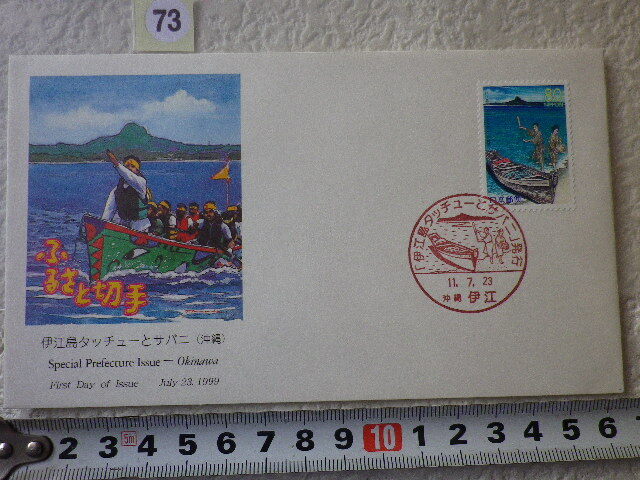 73
80
NIPPON
日本郵便
ふるさと切手
「伊江島タッチューとサバニ」発行
11. 7. 23
沖縄 伊江
伊江島タッチューとサバニ（沖縄）
Special Prefecture Issue — Okinawa
First Day of Issue July 23, 1999
2 3 5m 4 5 6 7 8 9 10 1 2 3 4 5 6